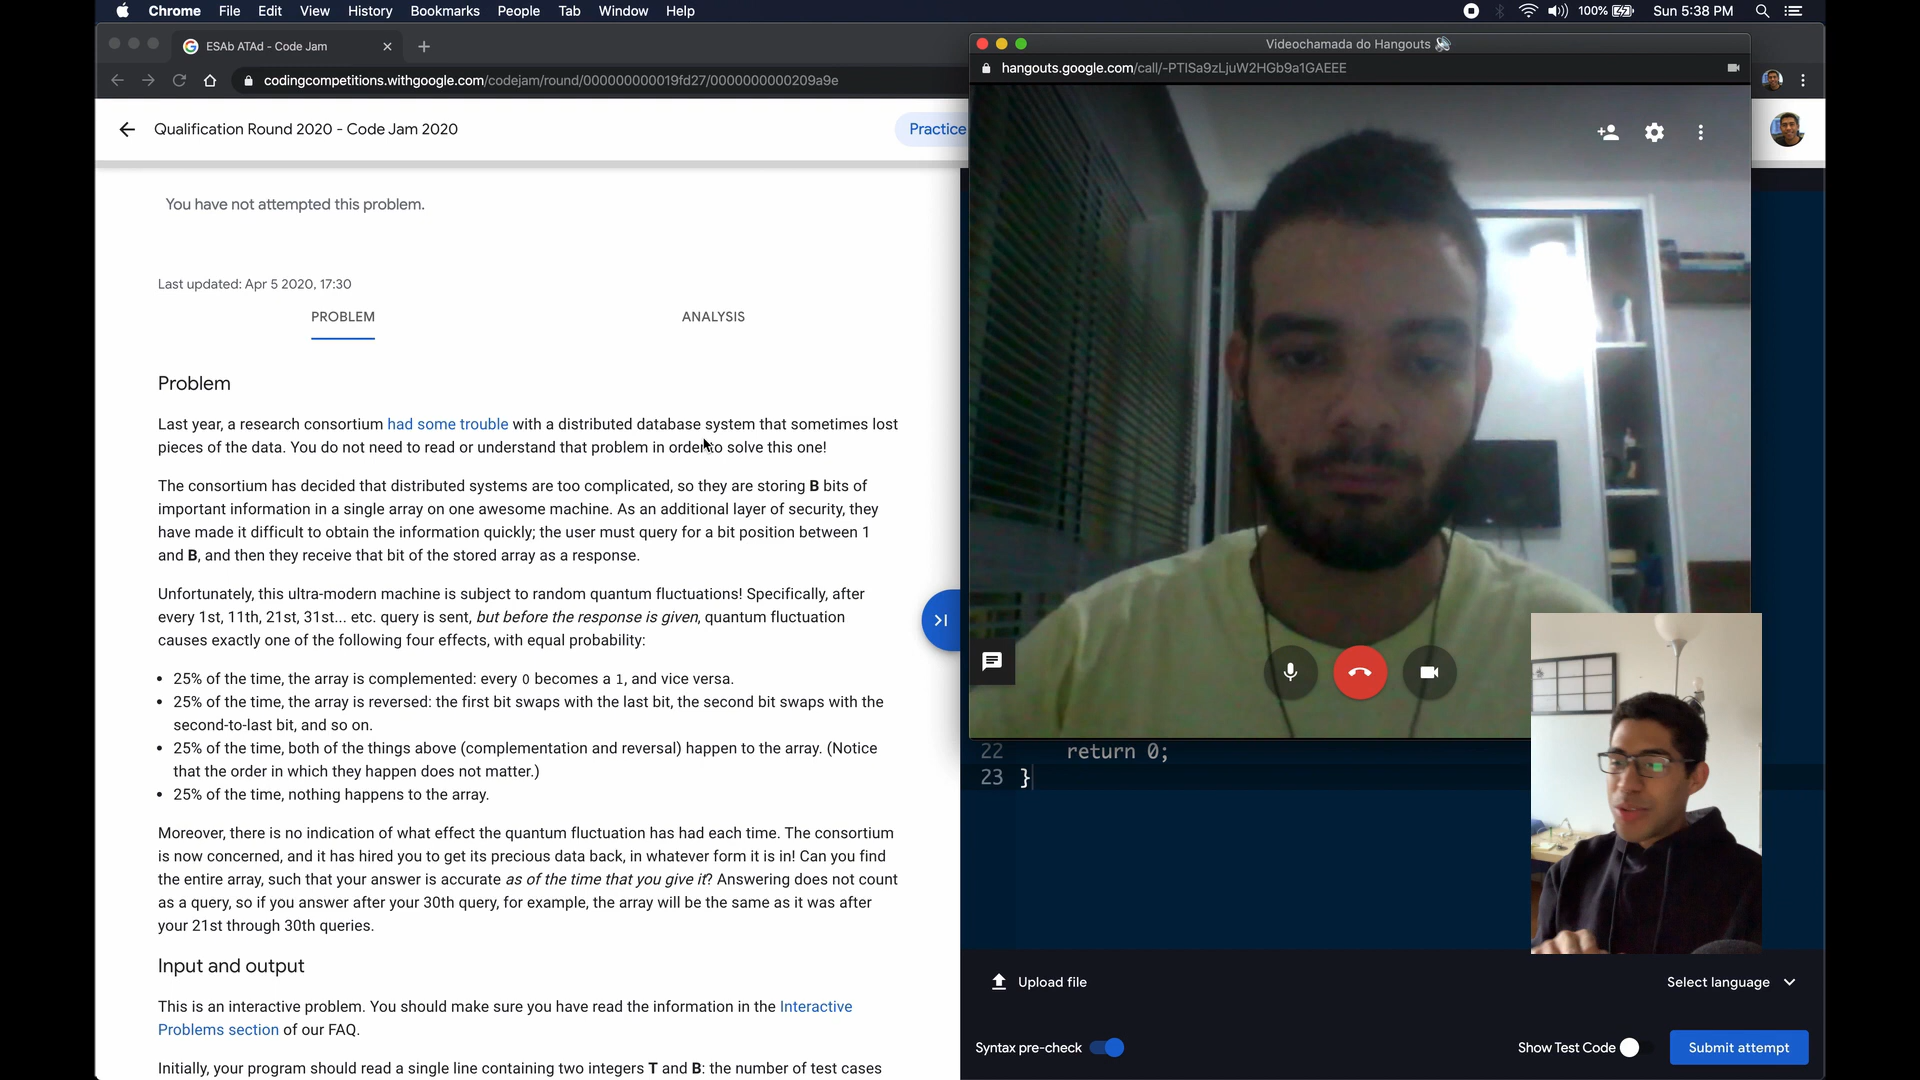 Chrome File Edit View History Bookmarks People Tab Window Help
100% Sun 5:38 PM
ESAb ATAd - Code Jam
Videochamada do Hangouts
codingcompetitions.withgoogle.com/codejam/round/000000000019fd27/0000000000209a9e
hangouts.google.com/call/-PTISa9zLjuW2HGb9a1GAEEE
Qualification Round 2020 - Code Jam 2020
Practice
You have not attempted this problem.
Last updated: Apr 5 2020, 17:30
PROBLEM ANALYSIS
Problem
Last year, a research consortium had some trouble with a distributed database system that sometimes lost
pieces of the data. You do not need to read or understand that problem in order to solve this one!
The consortium has decided that distributed systems are too complicated, so they are storing B bits of
important information in a single array on one awesome machine. As an additional layer of security, they
have made it difficult to obtain the information quickly; the user must query for a bit position between 1
and B, and then they receive that bit of the stored array as a response.
Unfortunately, this ultra-modern machine is subject to random quantum fluctuations! Specifically, after
every 1st, 11th, 21st, 31st... etc. query is sent, but before the response is given, quantum fluctuation
causes exactly one of the following four effects, with equal probability:
• 25% of the time, the array is complemented: every 0 becomes a 1, and vice versa.
• 25% of the time, the array is reversed: the first bit swaps with the last bit, the second bit swaps with the
second-to-last bit, and so on.
• 25% of the time, both of the things above (complementation and reversal) happen to the array. (Notice
that the order in which they happen does not matter.)
• 25% of the time, nothing happens to the array.
Moreover, there is no indication of what effect the quantum fluctuation has had each time. The consortium
is now concerned, and it has hired you to get its precious data back, in whatever form it is in! Can you find
the entire array, such that your answer is accurate as of the time that you give it? Answering does not count
as a query, so if you answer after your 30th query, for example, the array will be the same as it was after
your 21st through 30th queries.
Input and output
This is an interactive problem. You should make sure you have read the information in the Interactive
Problems section of our FAQ.
Initially, your program should read a single line containing two integers T and B: the number of test cases
22 return 0;
23 }
Upload file
Select language
Syntax pre-check
Show Test Code
Submit attempt